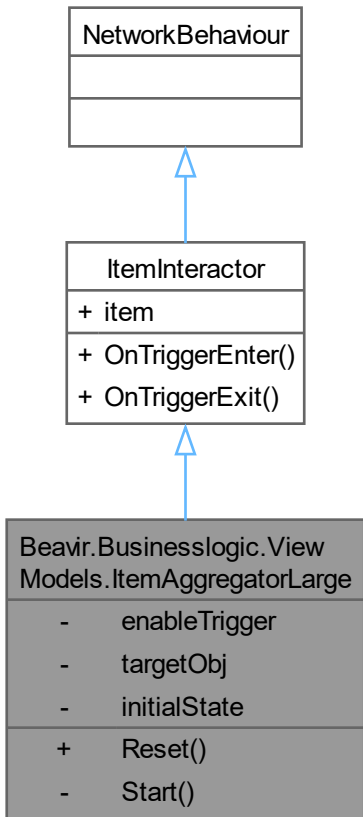 NetworkBehaviour
ItemInteractor
+ item
+ OnTriggerEnter()
+ OnTriggerExit()
Beavir.Businesslogic.View
Models.ItemAggregatorLarge
- enableTrigger
- targetObj
- initialState
+ Reset()
- Start()